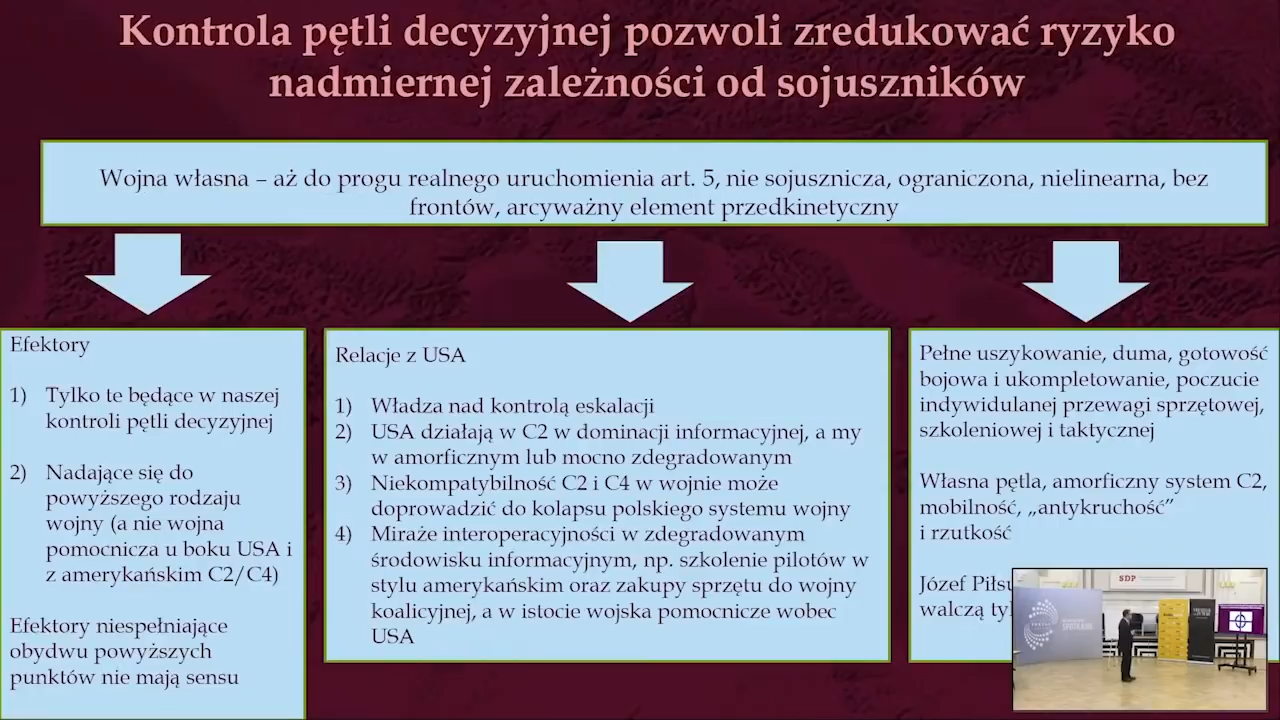 Kontrola pętli decyzyjnej pozwoli zredukować ryzyko
nadmiernej zależności od sojuszników
Wojna własna – aż do progu realnego uruchomienia art. 5, nie sojusznicza, ograniczona, nielinearna, bez
frontów, arcyważny element przedkinetyczny
Efektory
1) Tylko te będące w naszej
kontroli pętli decyzyjnej
2) Nadające się do
powyższego rodzaju
wojny (a nie wojna
pomocnicza u boku USA i
z amerykańskim C2/C4)
Efektory niespełniające
obydwu powyższych
punktów nie mają sensu
Relacje z USA
1) Władza nad kontrolą eskalacji
2) USA działają w C2 w dominacji informacyjnej, a my
w amorficznym lub mocno zdegradowanym
3) Niekompatybilność C2 i C4 w wojnie może
doprowadzić do kolapsu polskiego systemu wojny
4) Miraże interoperacyjności w zdegradowanym
środowisku informacyjnym, np. szkolenie pilotów w
stylu amerykańskim oraz zakupy sprzętu do wojny
koalicyjnej, a w istocie wojska pomocnicze wobec
USA
Pełne uszykowanie, duma, gotowość
bojowa i ukompletowanie, poczucie
indywidulanej przewagi sprzętowej,
szkoleniowej i taktycznej
Własna pętla, amorficzny system C2,
mobilność, „antykruchość”
i rzutkość
Józef
walczą
SDP